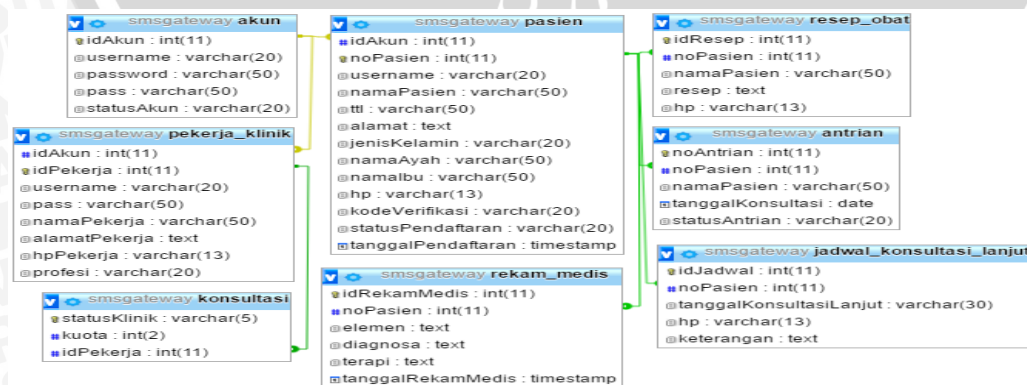 smsgateway akun
idAkun : int(11)
username : varchar(20)
password : varchar(50)
pass : varchar(50)
statusAkun : varchar(20)
smsgateway pekerja_klinik
idAkun : int(11)
idPekerja : int(11)
username : varchar(20)
pass : varchar(50)
namaPekerja : varchar(50)
alamatPekerja : text
hpPekerja : varchar(13)
profesi : varchar(20)
smsgateway konsultasi
statusKlinik : varchar(5)
kuota : int(2)
idPekerja : int(11)
smsgateway pasien
idAkun : int(11)
noPasien : int(11)
username : varchar(20)
namaPasien : varchar(50)
ttl : varchar(50)
alamat : text
jenisKelamin : varchar(20)
namaAyah : varchar(50)
namaIbu : varchar(50)
hp : varchar(13)
kodeVerifikasi : varchar(20)
statusPendaftaran : varchar(20)
tanggalPendaftaran : timestamp
smsgateway rekam_medis
idRekamMedis : int(11)
noPasien : int(11)
elemen : text
diagnosa : text
terapi : text
tanggalRekamMedis : timestamp
smsgateway resep_obat
idResep : int(11)
noPasien : int(11)
namaPasien : varchar(50)
resep : text
hp : varchar(13)
smsgateway antrian
noAntrian : int(11)
noPasien : int(11)
namaPasien : varchar(50)
tanggalKonsultasi : date
statusAntrian : varchar(20)
smsgateway jadwal_konsultasi_lanjut
idJadwal : int(11)
noPasien : int(11)
tanggalKonsultasiLanjut : varchar(30)
hp : varchar(13)
keterangan : text